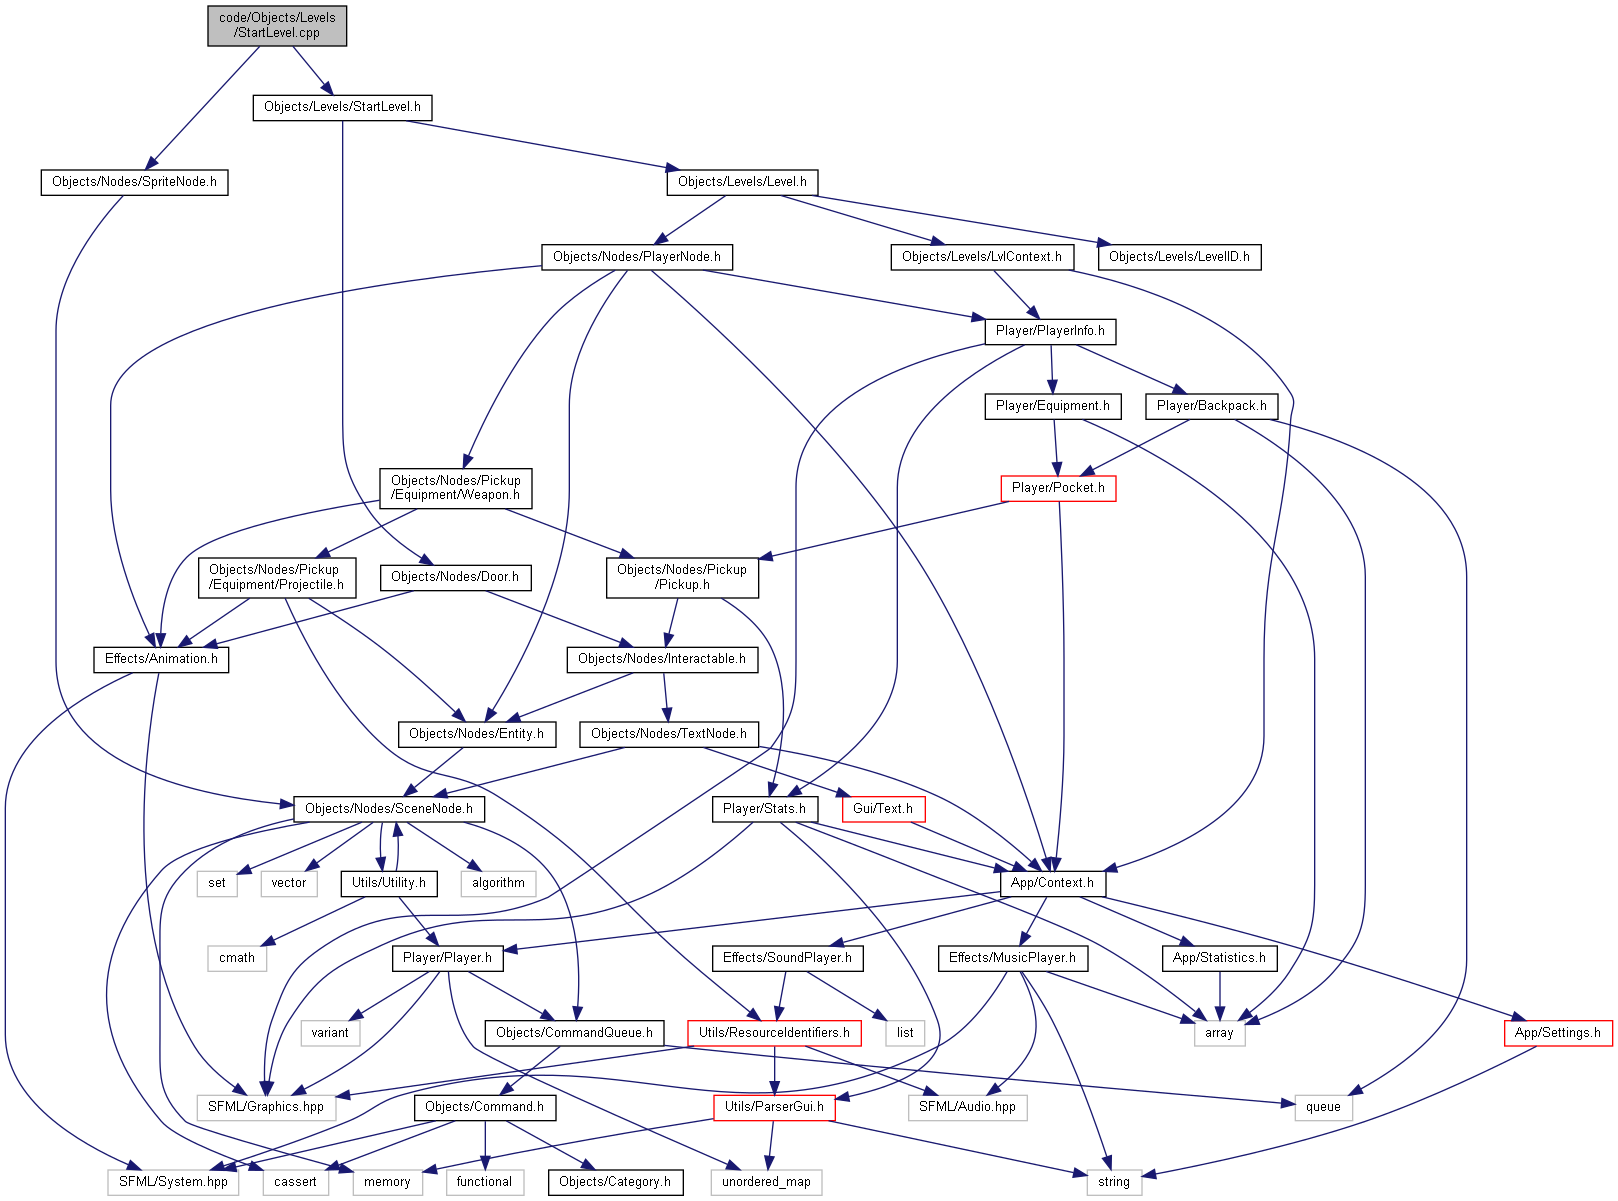 code/Objects/Levels
/StartLevel.cpp
Objects/Levels/StartLevel.h
Objects/Nodes/SpriteNode.h
Objects/Levels/Level.h
Objects/Nodes/PlayerNode.h
Objects/Levels/LvlContext.h
Objects/Levels/LevelID.h
Player/PlayerInfo.h
Player/Equipment.h
Player/Backpack.h
Objects/Nodes/Pickup
/Equipment/Weapon.h
Player/Pocket.h
Objects/Nodes/Pickup
/Equipment/Projectile.h
Objects/Nodes/Door.h
Objects/Nodes/Pickup
/Pickup.h
Effects/Animation.h
Objects/Nodes/Interactable.h
Objects/Nodes/Entity.h
Objects/Nodes/TextNode.h
Objects/Nodes/SceneNode.h
Player/Stats.h
Gui/Text.h
set
vector
Utils/Utility.h
algorithm
App/Context.h
cmath
Player/Player.h
Effects/SoundPlayer.h
Effects/MusicPlayer.h
App/Statistics.h
variant
Objects/CommandQueue.h
Utils/ResourceIdentifiers.h
list
array
App/Settings.h
SFML/Graphics.hpp
Objects/Command.h
Utils/ParserGui.h
SFML/Audio.hpp
queue
SFML/System.hpp
cassert
memory
functional
Objects/Category.h
unordered_map
string